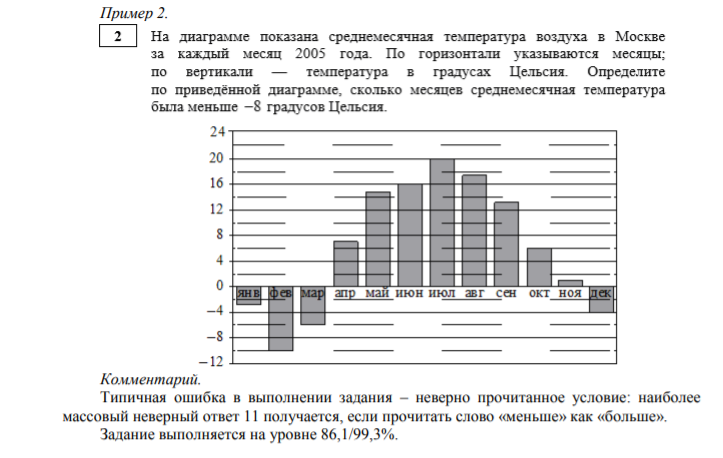 Пример 2.
2 На диаграмме показана среднемесячная температура воздуха в Москве
за каждый месяц 2005 года. По горизонтали указываются месяцы;
по вертикали — температура в градусах Цельсия. Определите
по приведённой диаграмме, сколько месяцев среднемесячная температура
была меньше −8 градусов Цельсия.
24
20
16
12
8
4
0
янв фев мар апр май июн июл авг сен окт ноя дек
−4
−8
−12
Комментарий.
Типичная ошибка в выполнении задания – неверно прочитанное условие: наиболее
массовый неверный ответ 11 получается, если прочитать слово «меньше» как «больше».
Задание выполняется на уровне 86,1/99,3%.